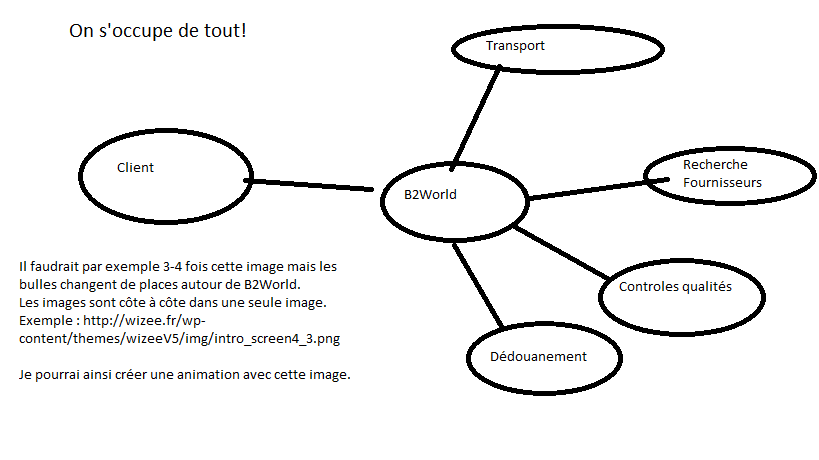 On s'occupe de tout!
Transport
Client
Recherche
Fournisseurs
B2World
Il faudrait par exemple 3-4 fois cette image mais les
bulles changent de places autour de B2World.
Les images sont côte à côte dans une seule image.
Exemple : http://wizee.fr/wp-
content/themes/wizeeV5/img/intro_screen4_3.png
Controles qualités
Dédouanement
Je pourrai ainsi créer une animation avec cette image.